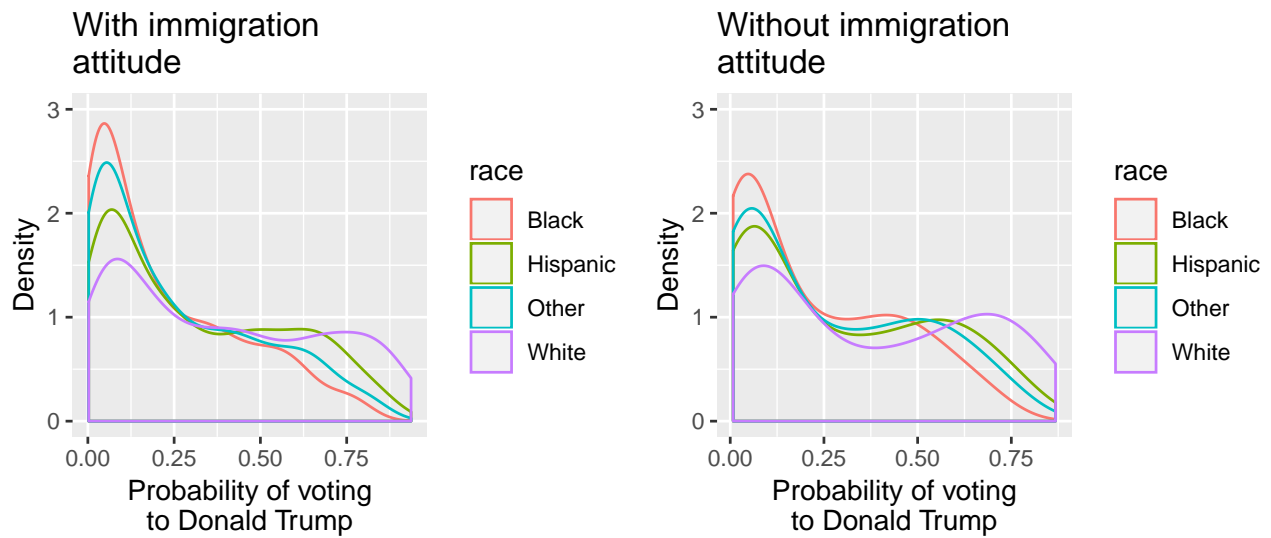 With immigration
attitude
3
2
1
0
Density
0.00 0.25 0.50 0.75
Probability of voting
to Donald Trump
race
Black
Hispanic
Other
White
Without immigration
attitude
3
2
1
0
Density
0.00 0.25 0.50 0.75
Probability of voting
to Donald Trump
race
Black
Hispanic
Other
White